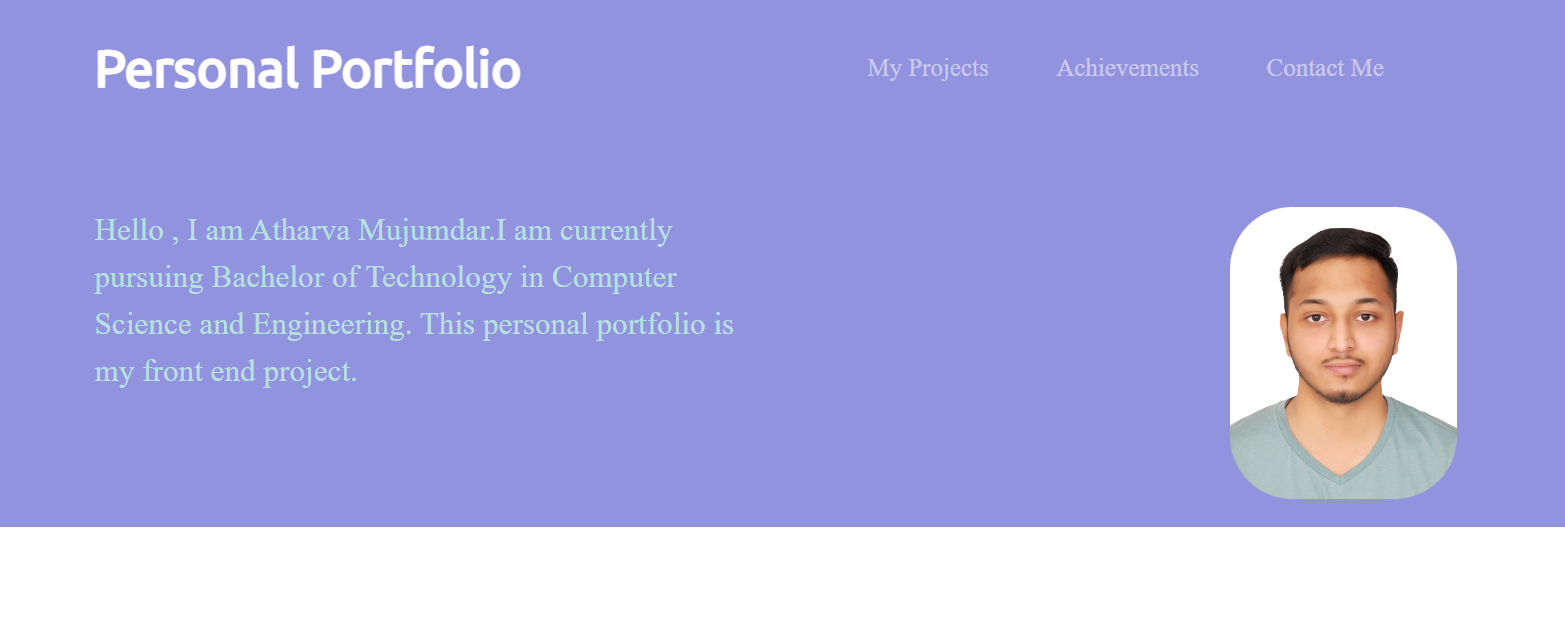 Personal Portfolio
My Projects Achievements Contact Me
Hello , I am Atharva Mujumdar.I am currently
pursuing Bachelor of Technology in Computer
Science and Engineering. This personal portfolio is
my front end project.